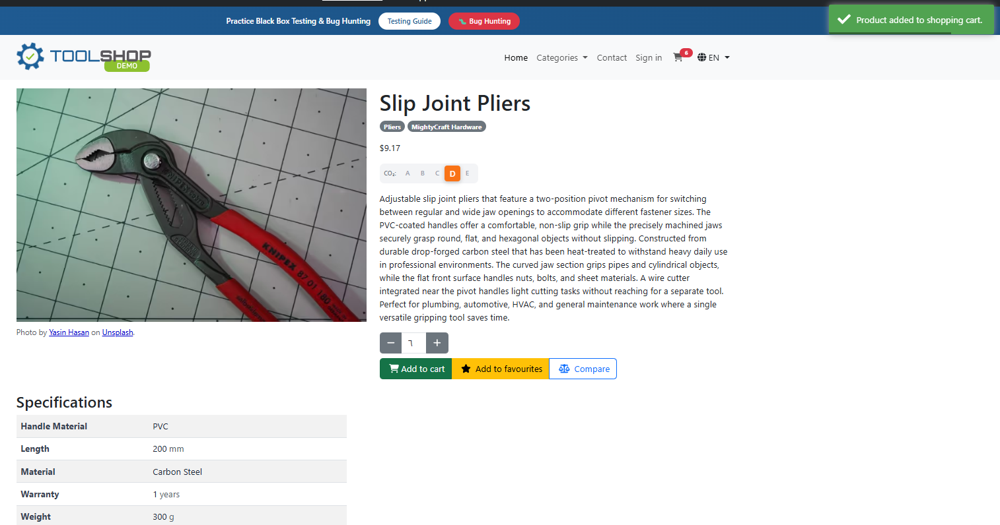 Practice Black Box Testing & Bug Hunting Testing Guide Bug Hunting
Product added to shopping cart.
TOOLSHOP
DEMO
Home Categories Contact Sign in 6 EN
Slip Joint Pliers
Pliers MightyCraft Hardware
$9.17
CO₂: A B C D E
Adjustable slip joint pliers that feature a two-position pivot mechanism for switching
between regular and wide jaw openings to accommodate different fastener sizes. The
PVC-coated handles offer a comfortable, non-slip grip while the precisely machined jaws
securely grasp round, flat, and hexagonal objects without slipping. Constructed from
durable drop-forged carbon steel that has been heat-treated to withstand heavy daily use
in professional environments. The curved jaw section grips pipes and cylindrical objects,
while the flat front surface handles nuts, bolts, and sheet materials. A wire cutter
integrated near the pivot handles light cutting tasks without reaching for a separate tool.
Perfect for plumbing, automotive, HVAC, and general maintenance work where a single
versatile gripping tool saves time.
KNIPEX 87 01 180
Photo by Yasin Hasan on Unsplash.
− ٦ +
Add to cart Add to favourites Compare
Specifications
Handle Material PVC
Length 200 mm
Material Carbon Steel
Warranty 1 years
Weight 300 g